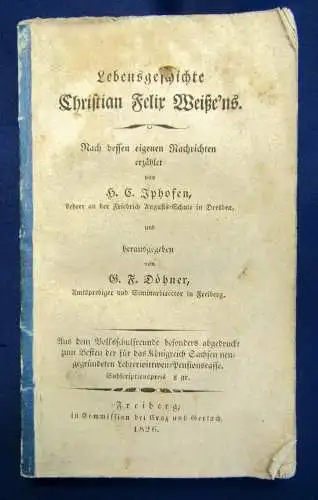 Lebensgeschichte
Christian Felix Weiße'ns.
Nach dessen eigenen Nachrichten
erzählet
von
H. C. Iphofen,
Lehrer an der Friedrich Augusts-Schule in Dresden,
und
herausgegeben
von
G. F. Döhner,
Amtsprediger und Seminardirector in Freiberg.
Aus dem Volksschulfreunde besonders abgedruckt
zum Besten der für das Königreich Sachsen neu-
gegründeten Lehrerwittwen-Pensionscasse.
Subscriptionspreis 8 gr.
Freiberg,
in Commission bei Craz und Gerlach.
1826.